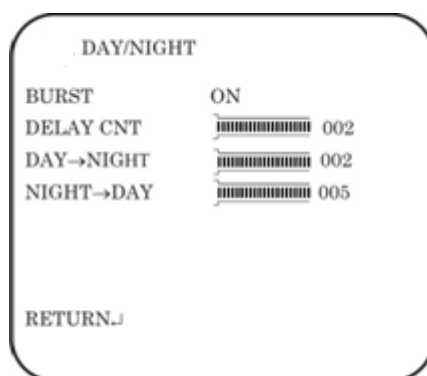 DAY/NIGHT
BURST ON
DELAY CNT 002
DAY→NIGHT 002
NIGHT→DAY 005
RETURN↵